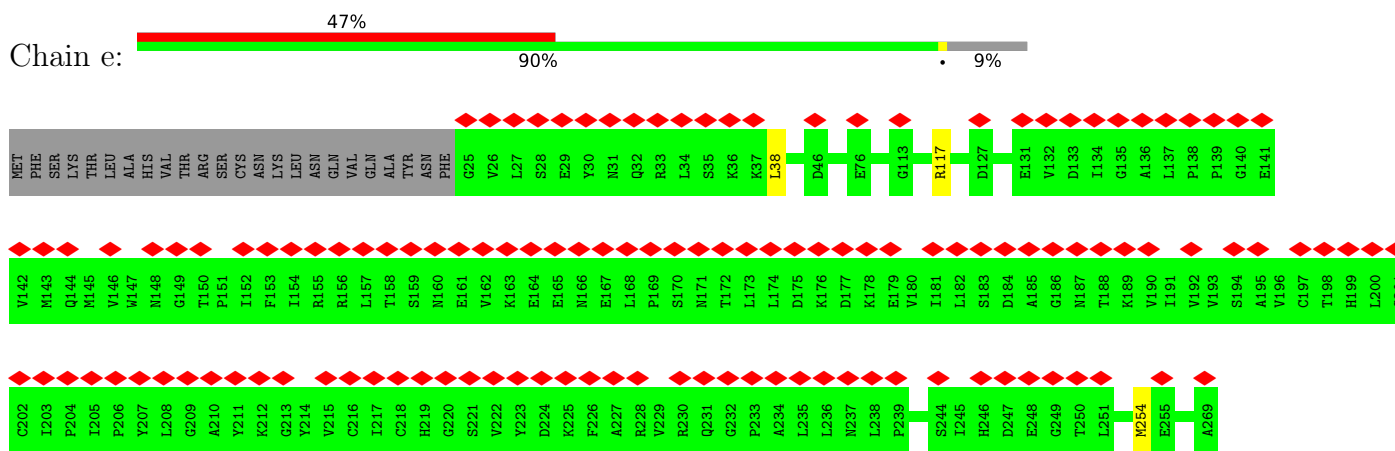 47%
Chain e:
90% • 9%
MET PHE SER LYS THR LEU ALA HIS VAL THR ARG SER CYS ASN LYS LEU ASN GLN VAL GLN ALA TYR ASN PHE G25 V26 L27 S28 E29 Y30 N31 Q32 R33 L34 S35 K36 K37 L38 D46 E76 G113 R117 D127 E131 V132 D133 I134 G135 A136 L137 P138 P139 G140 E141
V142 M143 Q144 M145 V146 W147 N148 G149 T150 P151 I152 F153 I154 R155 R156 L157 T158 S159 N160 E161 V162 K163 E164 E165 N166 E167 L168 P169 S170 N171 T172 L173 L174 D175 K176 D177 K178 E179 V180 I181 L182 S183 D184 A185 G186 N187 T188 K189 V190 I191 V192 V193 S194 A195 V196 C197 T198 H199 L200
C202 I203 P204 I205 P206 Y207 L208 G209 A210 Y211 K212 G213 Y214 V215 C216 I217 C218 H219 G220 S221 V222 Y223 D224 K225 F226 A227 R228 V229 R230 Q231 G232 P233 A234 L235 L236 N237 L238 P239 S244 I245 H246 D247 E248 G249 T250 L251 M254 E255 A269